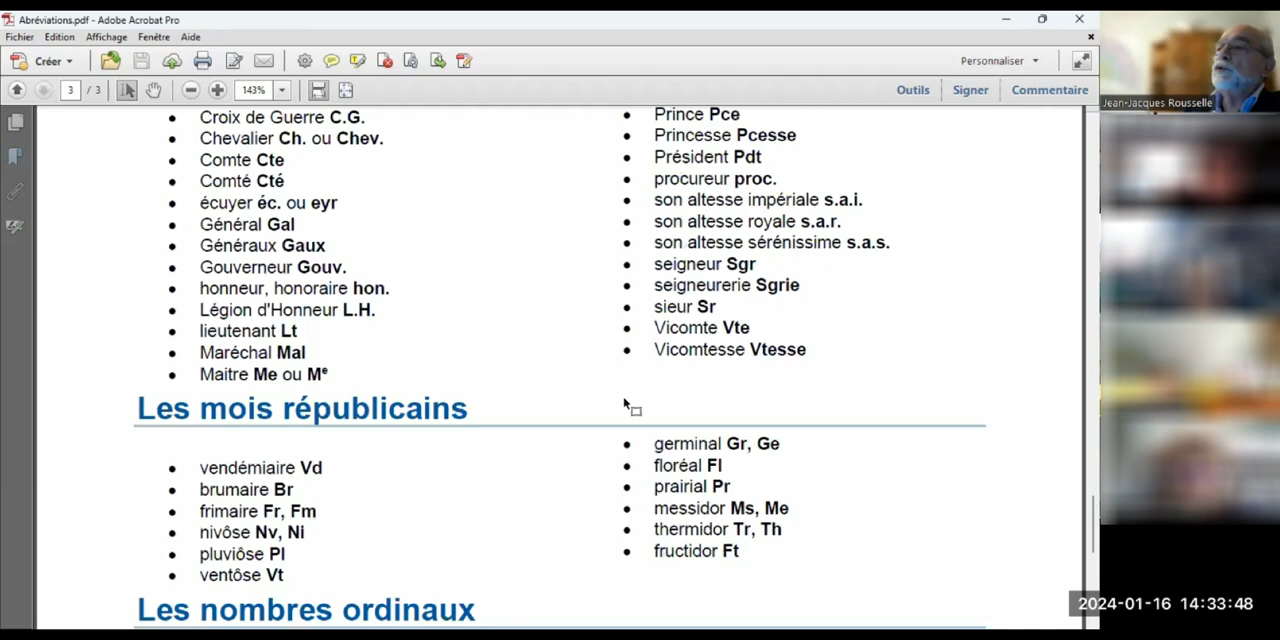 Abréviations.pdf - Adobe Acrobat Pro
Fichier Edition Affichage Fenêtre Aide
Créer
Personnaliser
3 / 3
143%
Outils Signer Commentaire
Jean-Jacques Rousselle
• Croix de Guerre C.G.
• Chevalier Ch. ou Chev.
• Comte Cte
• Comté Cté
• écuyer éc. ou eyr
• Général Gal
• Généraux Gaux
• Gouverneur Gouv.
• honneur, honoraire hon.
• Légion d'Honneur L.H.
• lieutenant Lt
• Maréchal Mal
• Maitre Me ou Mᵉ
• Prince Pce
• Princesse Pcesse
• Président Pdt
• procureur proc.
• son altesse impériale s.a.i.
• son altesse royale s.a.r.
• son altesse sérénissime s.a.s.
• seigneur Sgr
• seigneurerie Sgrie
• sieur Sr
• Vicomte Vte
• Vicomtesse Vtesse
Les mois républicains
• vendémiaire Vd
• brumaire Br
• frimaire Fr, Fm
• nivôse Nv, Ni
• pluviôse Pl
• ventôse Vt
• germinal Gr, Ge
• floréal Fl
• prairial Pr
• messidor Ms, Me
• thermidor Tr, Th
• fructidor Ft
Les nombres ordinaux
2024-01-16 14:33:48